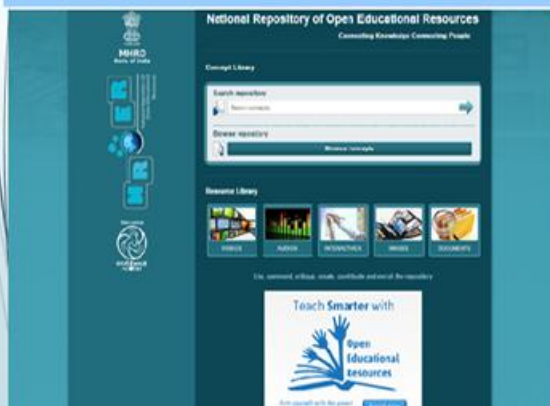 National Repository of Open Educational Resources
Connecting Knowledge Connecting People
MHRD
Govt. of India
Concept Library
Search repository
Browse repository
Browse concepts
Resource Library
VIDEOS
AUDIOS
INTERACTIVES
IMAGES
DOCUMENTS
Use, comment, critique, create, contribute and enrich the repository
Teach Smarter with
Open
Educational
Resources